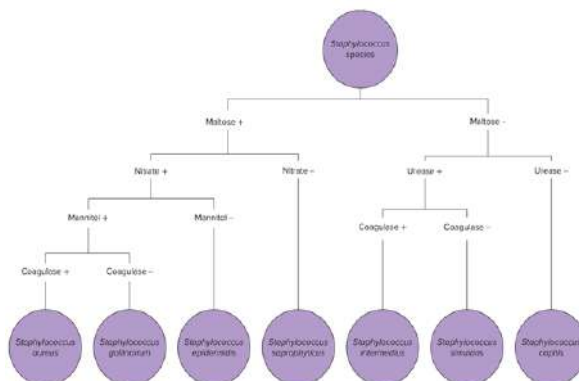 Staphylococcus
species
Maltose + Maltose -
Nitrate + Nitrate - Urease + Urease -
Mannitol + Mannitol - Coagulase + Coagulase -
Coagulase + Coagulase -
Staphylococcus Staphylococcus Staphylococcus Staphylococcus Staphylococcus Staphylococcus Staphylococcus
aureus gallinarum epidermidis saprophyticus intermedius simulans capitis